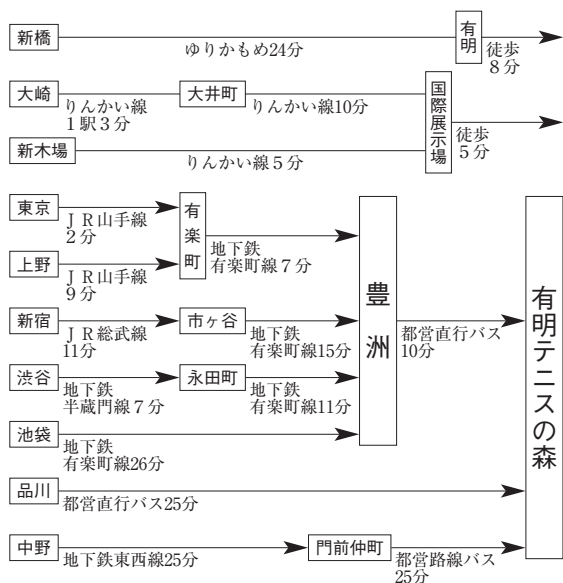 新橋
ゆりかもめ24分
有明
徒歩
8分
大崎
りんかい線
1駅3分
大井町
りんかい線10分
国際展示場
徒歩
5分
新木場
りんかい線5分
東京
JR山手線
2分
有楽町
地下鉄
有楽町線7分
上野
JR山手線
9分
新宿
JR総武線
11分
市ヶ谷
地下鉄
有楽町線15分
豊洲
都営直行バス
10分
有明テニスの森
渋谷
地下鉄
半蔵門線7分
永田町
地下鉄
有楽町線11分
池袋
地下鉄
有楽町線26分
品川
都営直行バス25分
中野
地下鉄東西線25分
門前仲町
都営路線バス
25分